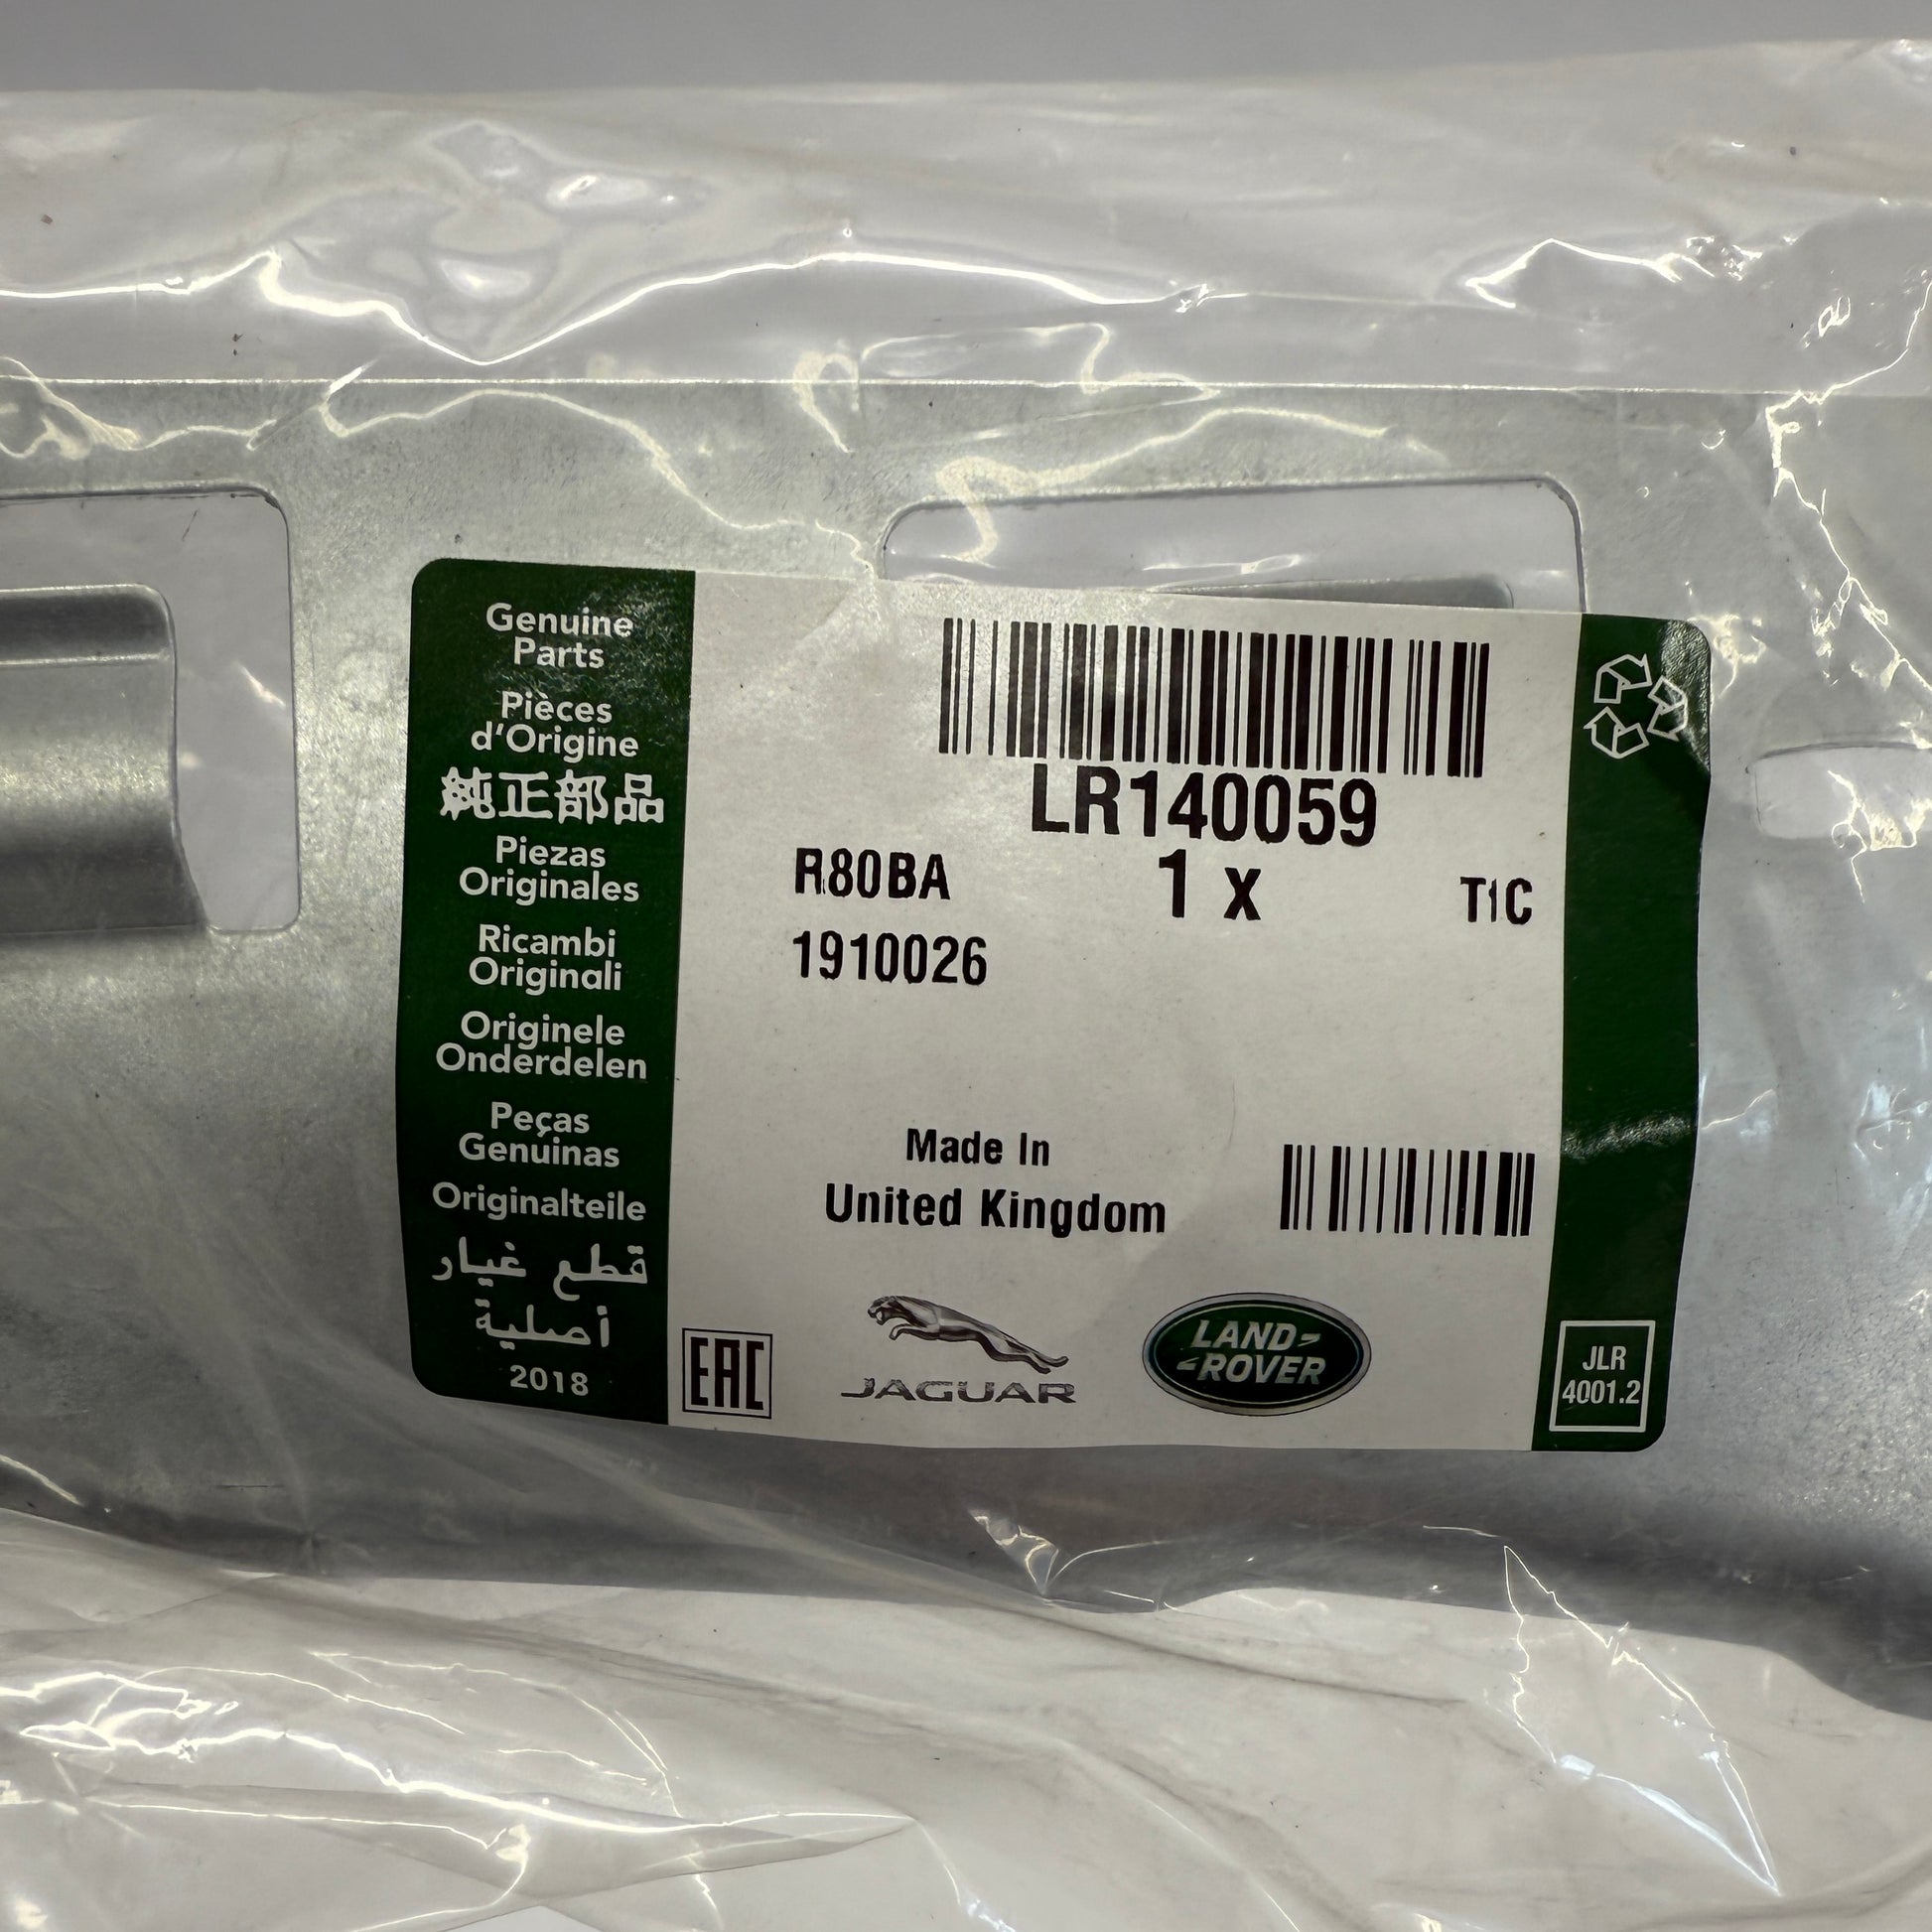 Genuine
Parts
Pièces
d'Origine
純正部品
Piezas
Originales
Ricambi
Originali
Originele
Onderdelen
Peças
Genuinas
Originalteile
قطع غيار
أصلية
2018
LR140059
R80BA 1 x T1C
1910026
Made In
United Kingdom
EAC
JAGUAR
LAND-
-ROVER
JLR
4001.2